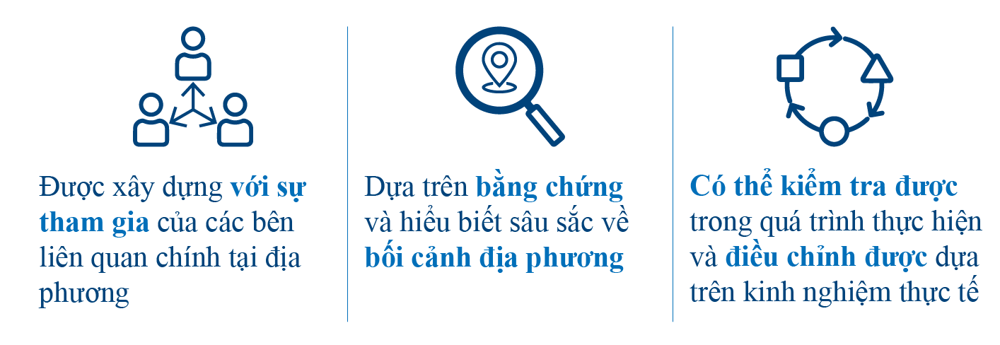 Được xây dựng với sự
tham gia của các bên
liên quan chính tại địa
phương
Dựa trên bằng chứng
và hiểu biết sâu sắc về
bối cảnh địa phương
Có thể kiểm tra được
trong quá trình thực hiện
và điều chỉnh được dựa
trên kinh nghiệm thực tế